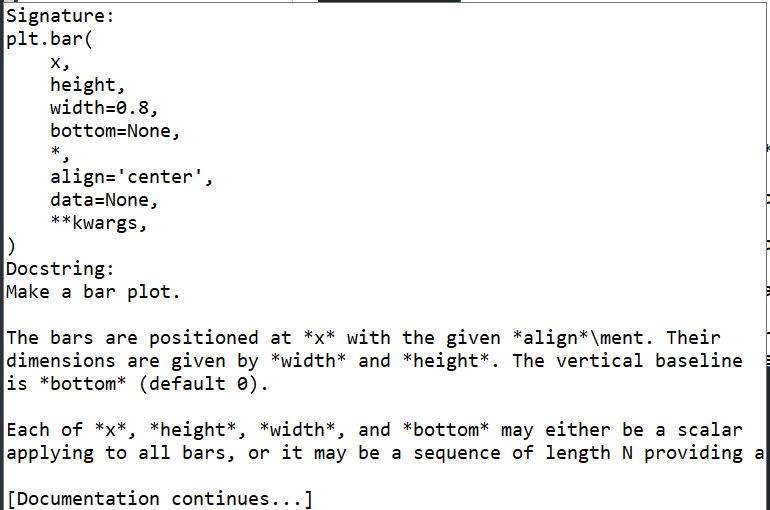 Signature:
plt.bar(
    x,
    height,
    width=0.8,
    bottom=None,
    *,
    align='center',
    data=None,
    **kwargs,
)
Docstring:
Make a bar plot.

The bars are positioned at *x* with the given *align*\ment. Their
dimensions are given by *width* and *height*. The vertical baseline
is *bottom* (default 0).

Each of *x*, *height*, *width*, and *bottom* may either be a scalar
applying to all bars, or it may be a sequence of length N providing a

[Documentation continues...]